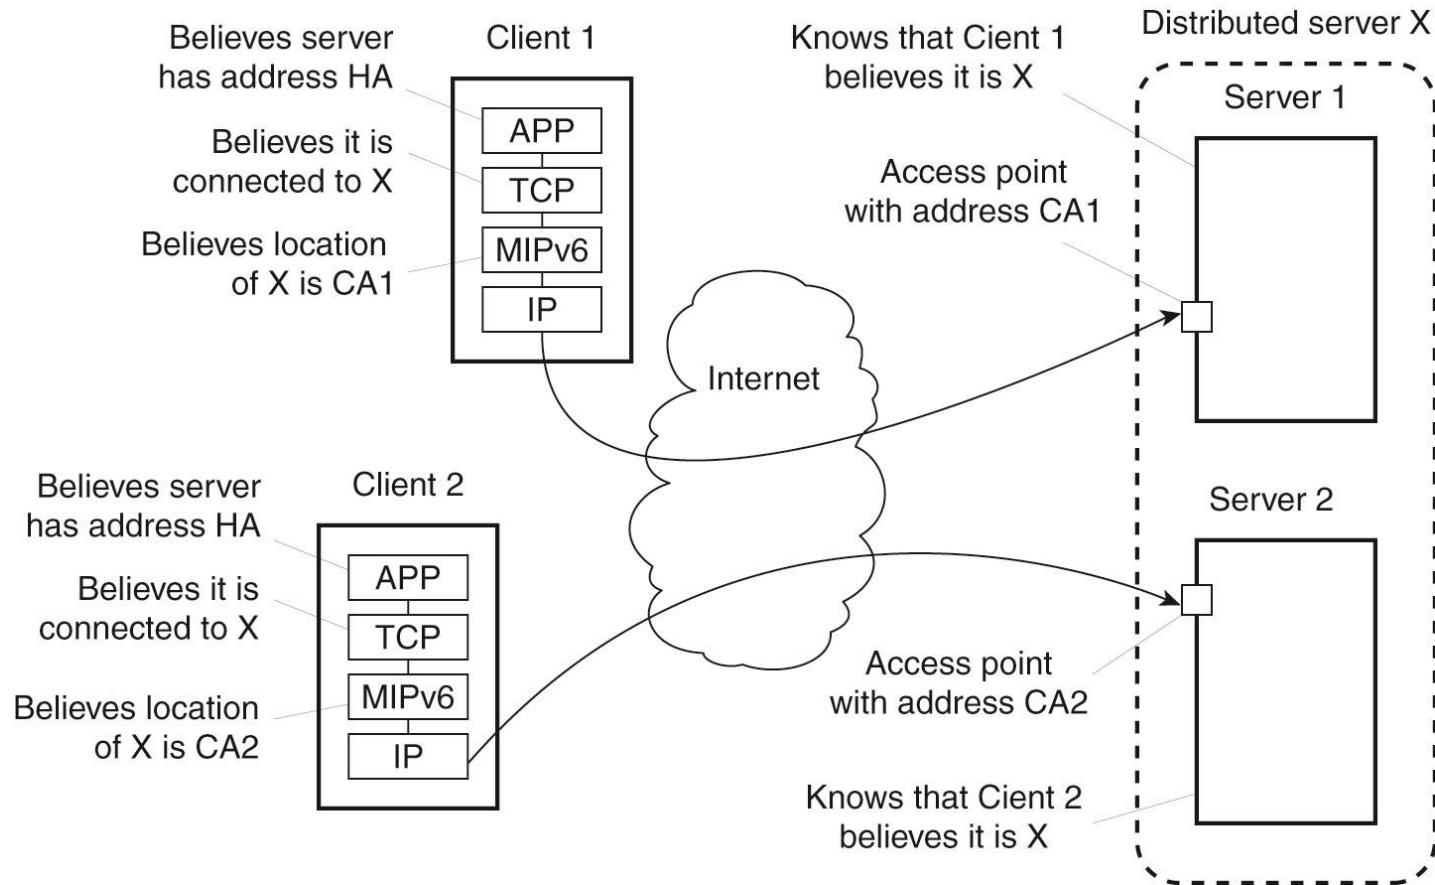 Distributed server X
Believes server
has address HA
Client 1
Knows that Cient 1
believes it is X
Server 1
APP
Believes it is
connected to X
TCP
Access point
with address CA1
Believes location
of X is CA1
MIPv6
IP
Internet
Believes server
has address HA
Client 2
Server 2
APP
Believes it is
connected to X
TCP
Access point
with address CA2
Believes location
of X is CA2
MIPv6
IP
Knows that Cient 2
believes it is X